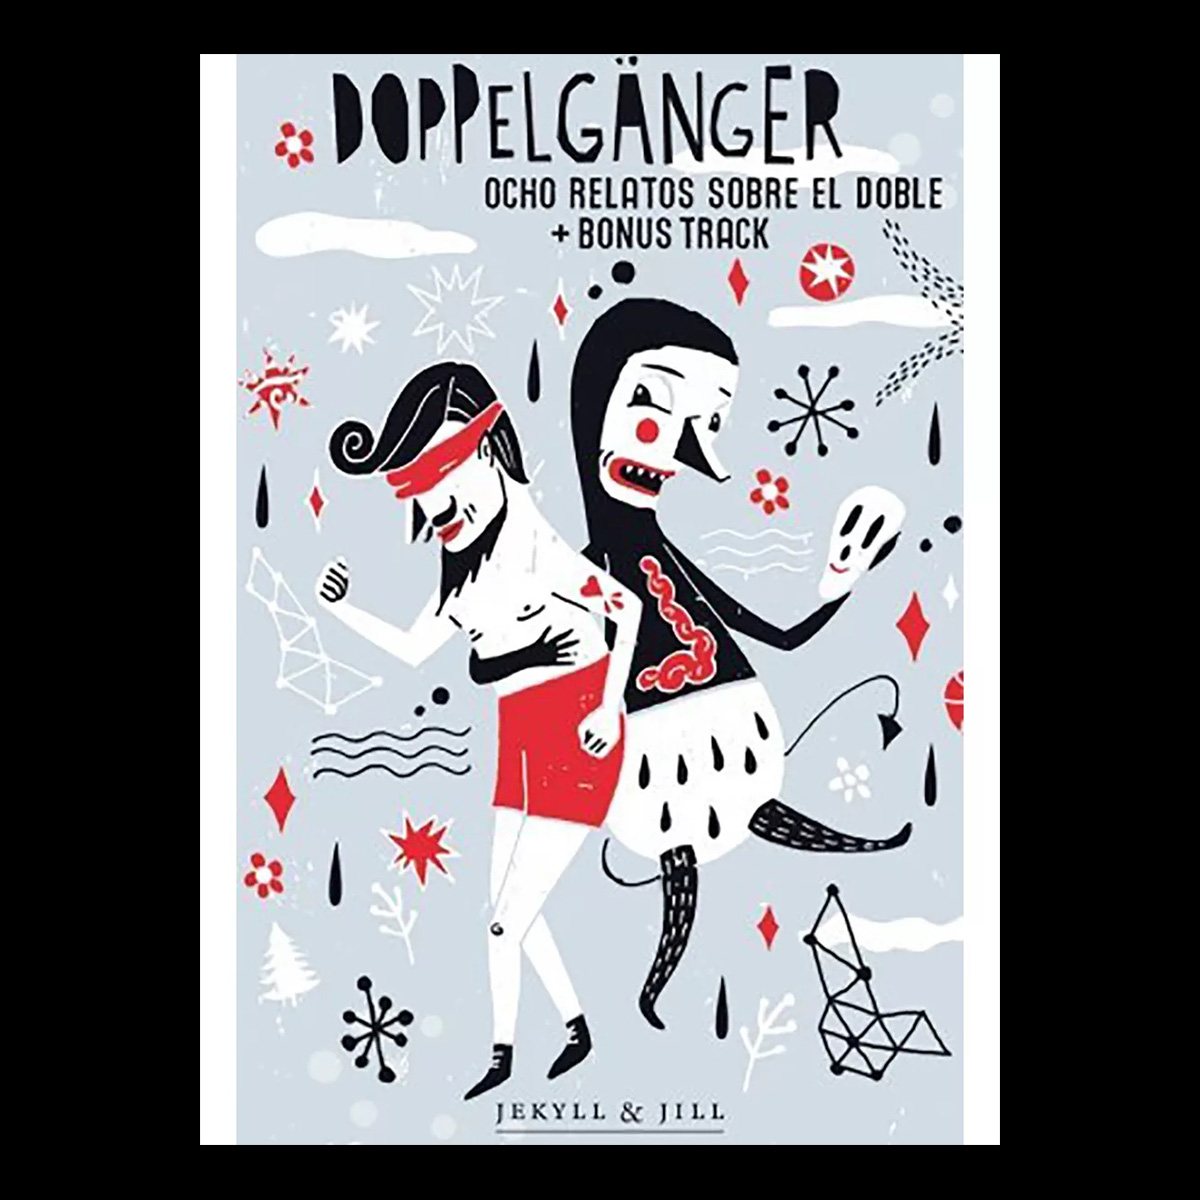 DOPPELGÄNGER
OCHO RELATOS SOBRE EL DOBLE
+ BONUS TRACK
JEKYLL & JILL